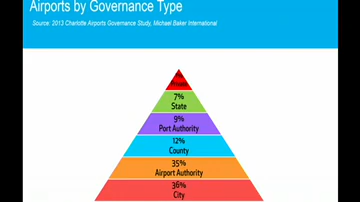 Airports by Governance Type
Source: 2013 Charlotte Airports Governance Study, Michael Baker International
7%
State
9%
Port Authority
12%
County
35%
Airport Authority
36%
City